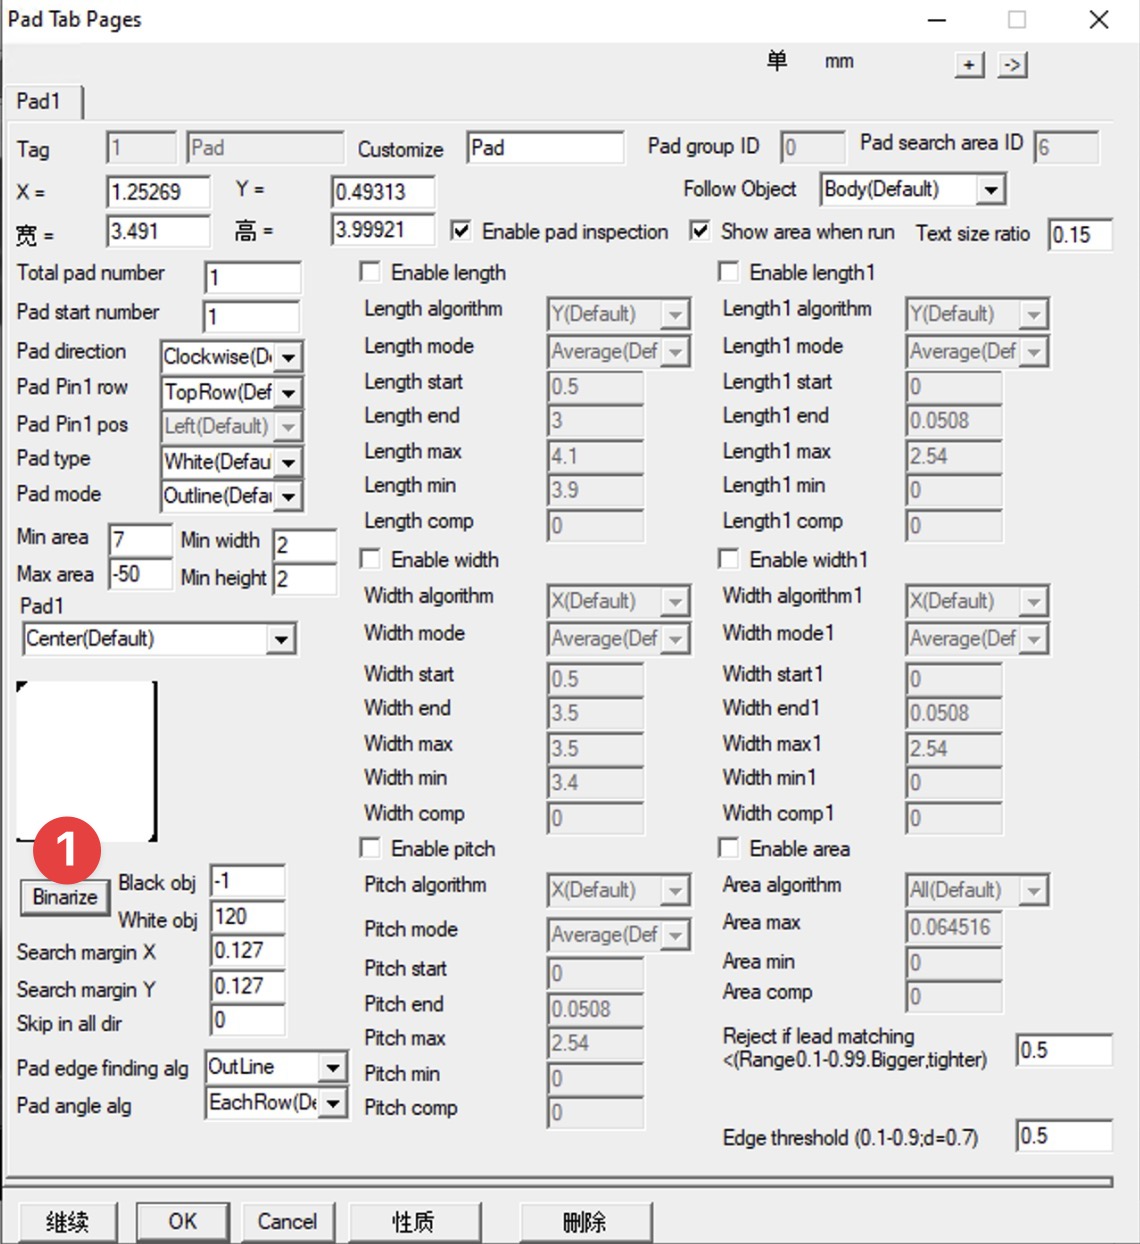 Pad Tab Pages
单 mm + ->
Pad1
Tag 1 Pad Customize Pad Pad group ID 0 Pad search area ID 6
X = 1.25269 Y = 0.49313 Follow Object Body(Default)
宽 = 3.491 高 = 3.99921 Enable pad inspection Show area when run Text size ratio 0.15
Total pad number 1
Pad start number 1
Pad direction Clockwise(D
Pad Pin1 row TopRow(Def
Pad Pin1 pos Left(Default)
Pad type White(Defau
Pad mode Outline(Defa
Min area 7 Min width 2
Max area -50 Min height 2
Pad1
Center(Default)
1
Binarize Black obj -1
White obj 120
Search margin X 0.127
Search margin Y 0.127
Skip in all dir 0
Pad edge finding alg OutLine
Pad angle alg EachRow(De
Enable length
Length algorithm Y(Default)
Length mode Average(Def
Length start 0.5
Length end 3
Length max 4.1
Length min 3.9
Length comp 0
Enable width
Width algorithm X(Default)
Width mode Average(Def
Width start 0.5
Width end 3.5
Width max 3.5
Width min 3.4
Width comp 0
Enable pitch
Pitch algorithm X(Default)
Pitch mode Average(Def
Pitch start 0
Pitch end 0.0508
Pitch max 2.54
Pitch min 0
Pitch comp 0
Enable length1
Length1 algorithm Y(Default)
Length1 mode Average(Def
Length1 start 0
Length1 end 0.0508
Length1 max 2.54
Length1 min 0
Length1 comp 0
Enable width1
Width algorithm1 X(Default)
Width mode1 Average(Def
Width start1 0
Width end1 0.0508
Width max1 2.54
Width min1 0
Width comp1 0
Enable area
Area algorithm All(Default)
Area max 0.064516
Area min 0
Area comp 0
Reject if lead matching
<(Range0.1-0.99.Bigger,tighter) 0.5
Edge threshold (0.1-0.9;d=0.7) 0.5
继续 OK Cancel 性质 删除